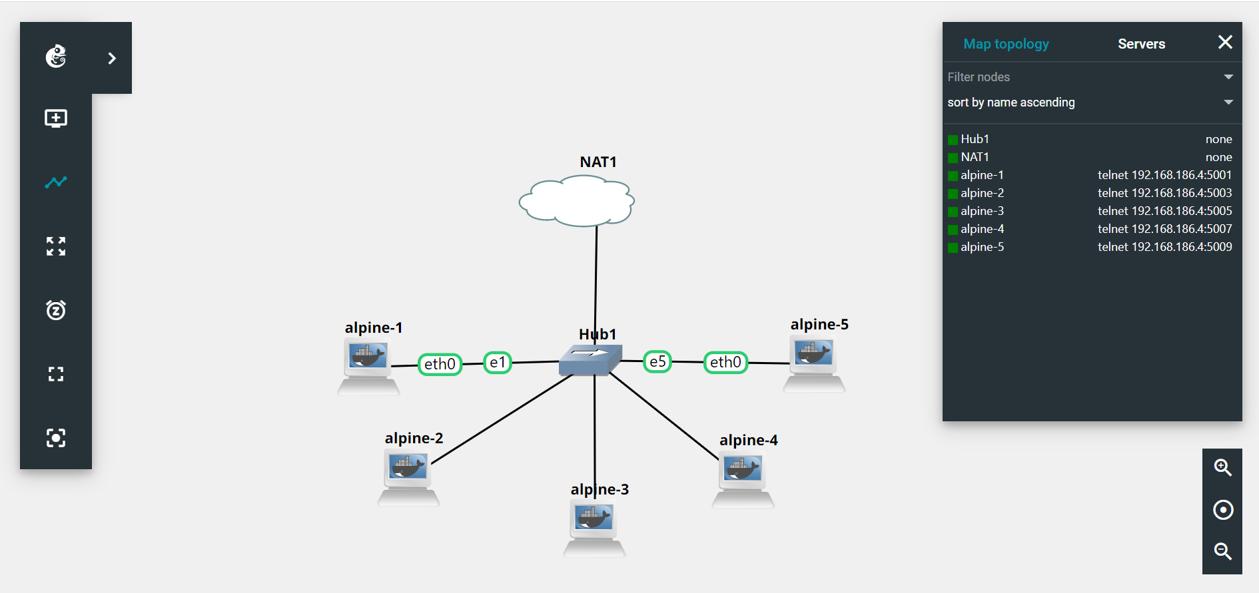 Map topology Servers
Filter nodes
sort by name ascending
Hub1 none
NAT1 none
alpine-1 telnet 192.168.186.4:5001
alpine-2 telnet 192.168.186.4:5003
alpine-3 telnet 192.168.186.4:5005
alpine-4 telnet 192.168.186.4:5007
alpine-5 telnet 192.168.186.4:5009
NAT1
alpine-1
Hub1
alpine-5
eth0 e1 e5 eth0
alpine-2
alpine-4
alpine-3